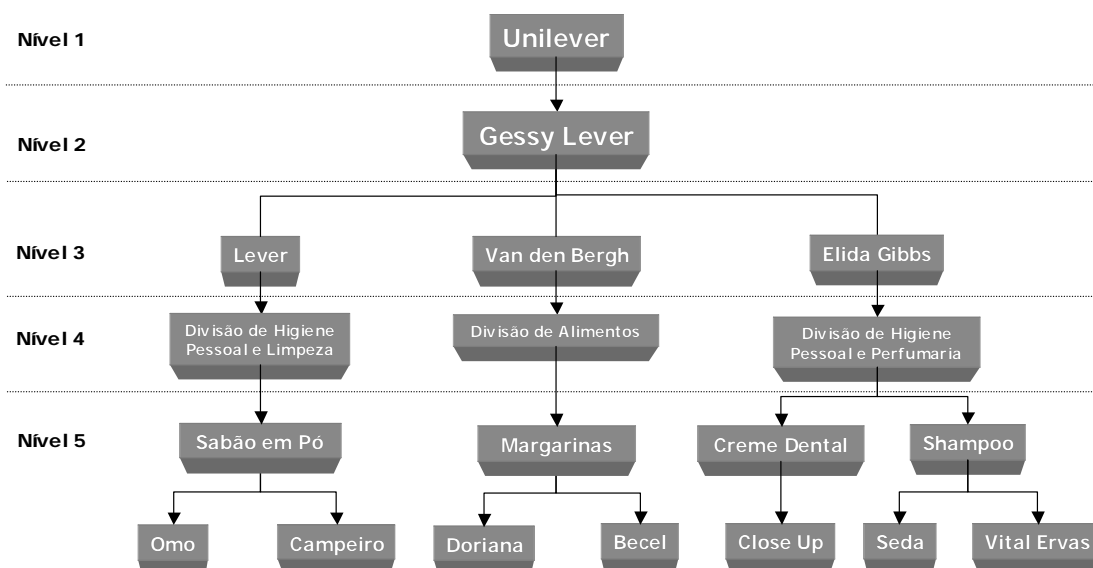 Nível 1
Unilever
Nível 2
Gessy Lever
Nível 3
Lever
Van den Bergh
Elida Gibbs
Nível 4
Divisão de Higiene
Pessoal e Limpeza
Divisão de Alimentos
Divisão de Higiene
Pessoal e Perfumaria
Nível 5
Sabão em Pó
Margarinas
Creme Dental
Shampoo
Omo
Campeiro
Doriana
Becel
Close Up
Seda
Vital Ervas